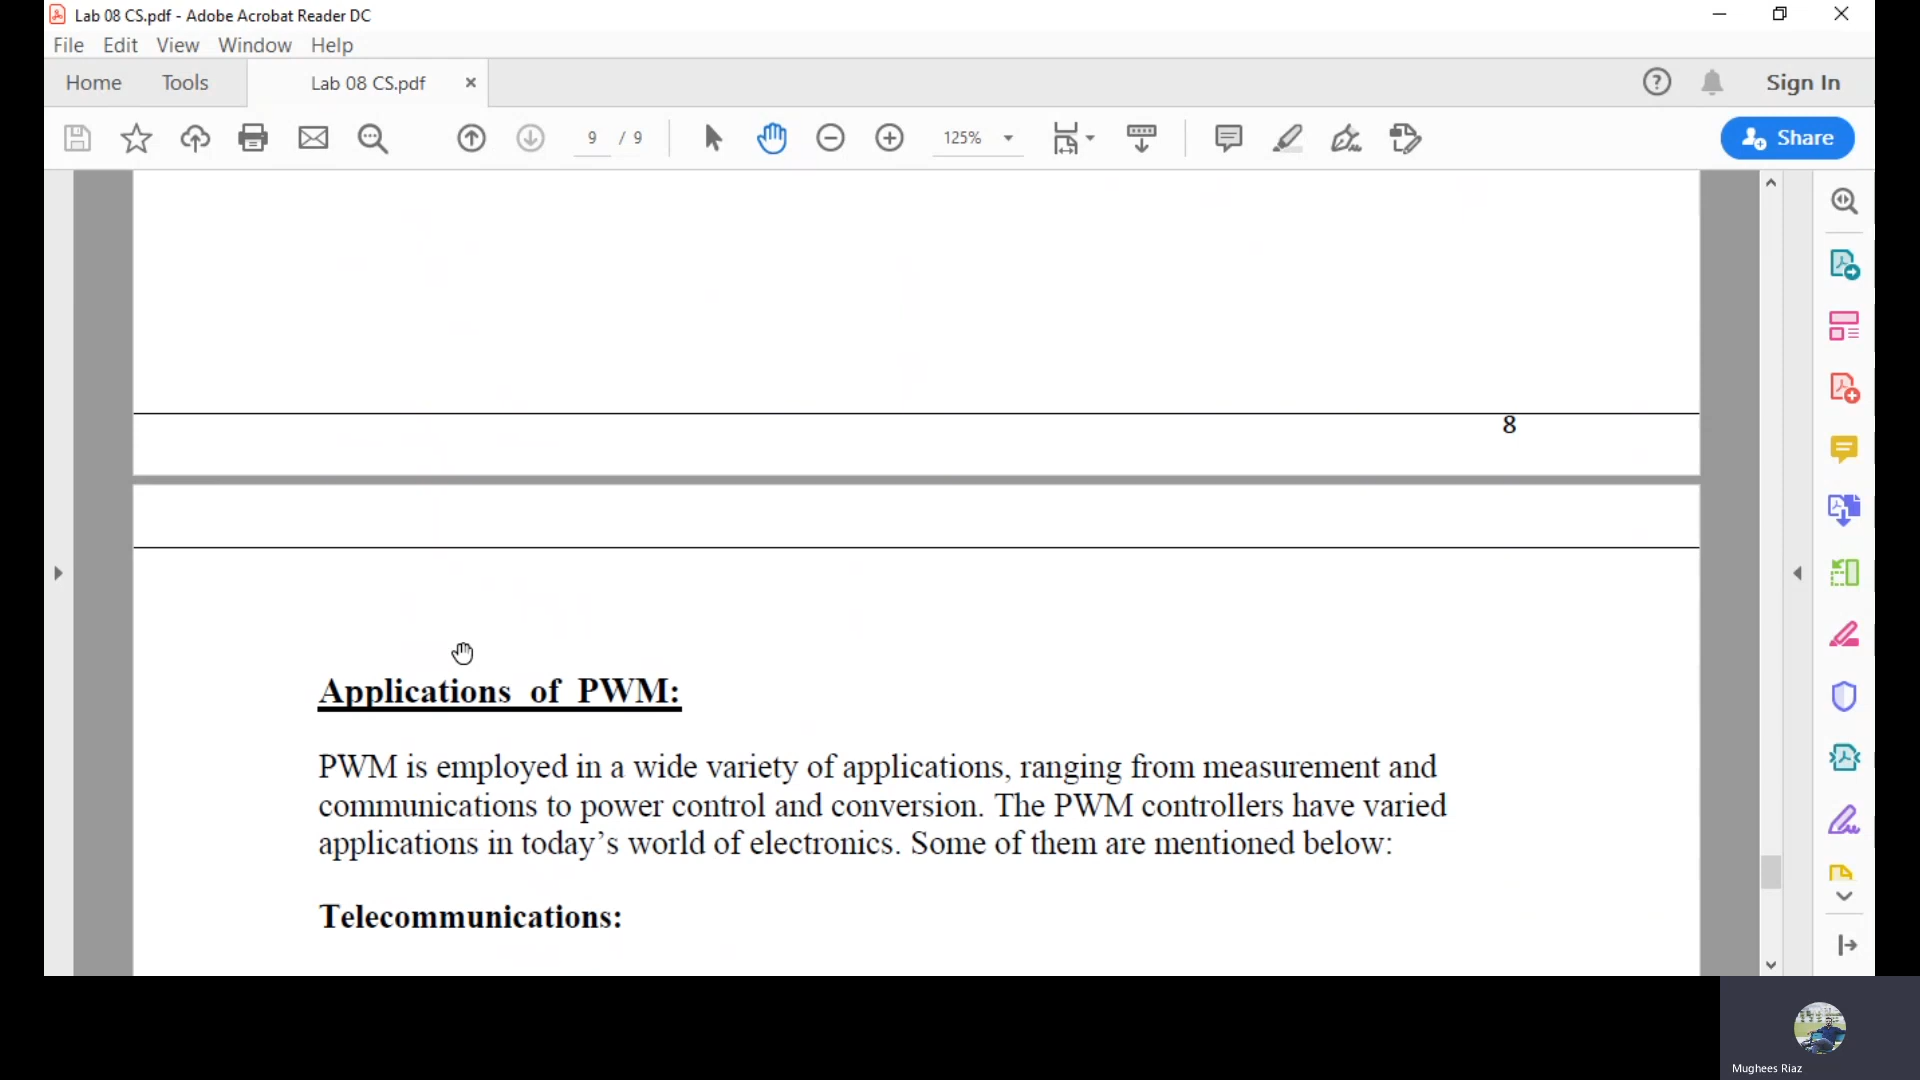 Lab 08 CS.pdf - Adobe Acrobat Reader DC
File Edit View Window Help
Home Tools Lab 08 CS.pdf Sign In
9 / 9 125% Share
8
Applications of PWM:
PWM is employed in a wide variety of applications, ranging from measurement and
communications to power control and conversion. The PWM controllers have varied
applications in today’s world of electronics. Some of them are mentioned below:
Telecommunications:
Mughees Riaz